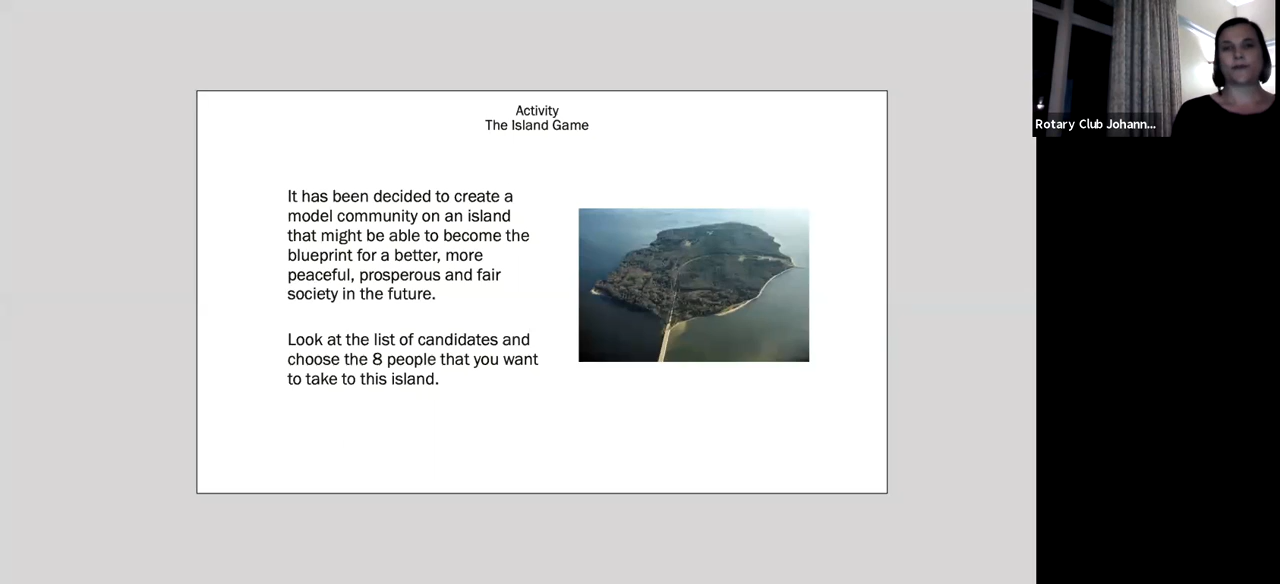 Activity
The Island Game
It has been decided to create a
model community on an island
that might be able to become the
blueprint for a better, more
peaceful, prosperous and fair
society in the future.
Look at the list of candidates and
choose the 8 people that you want
to take to this island.
Rotary Club Johann...